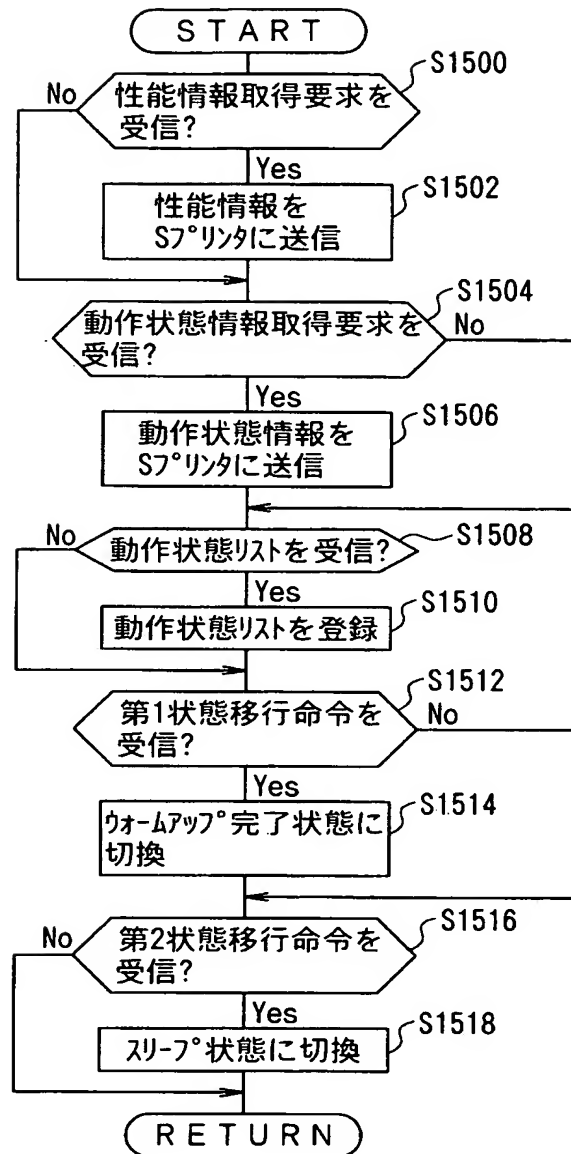 START
S1500
No
性能情報取得要求を
受信?
Yes
S1502
性能情報を
Sプリンタに送信
S1504
動作状態情報取得要求を
受信?
No
Yes
S1506
動作状態情報を
Sプリンタに送信
S1508
No
動作状態リストを受信?
Yes
S1510
動作状態リストを登録
S1512
第1状態移行命令を
受信?
No
Yes
S1514
ウォームアップ完了状態に
切換
S1516
No
第2状態移行命令を
受信?
Yes
S1518
スリープ状態に切換
RETURN